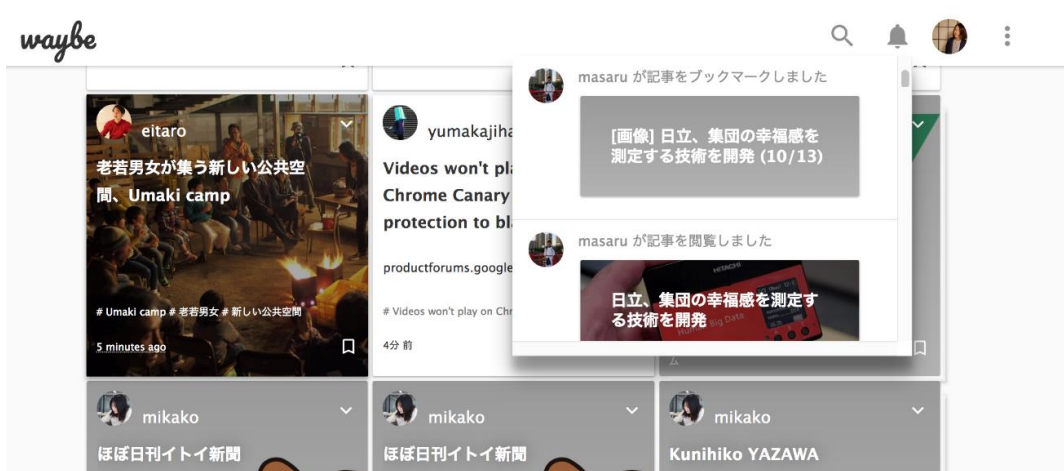 waybe
eitaro
老若男女が集う新しい公共空
間、Umaki camp
# Umaki camp # 老若男女 # 新しい公共空間
5 minutes ago
yumakajiha
Videos won't pl
Chrome Canary
protection to bl
productforums.google
# Videos won't play on Chr
4分 前
masaru が記事をブックマークしました
[画像] 日立、集団の幸福感を
測定する技術を開発 (10/13)
masaru が記事を閲覧しました
HITACHI
日立、集団の幸福感を測定す
る技術を開発
Big Data
ム
mikako
ほぼ日刊イトイ新聞
mikako
ほぼ日刊イトイ新聞
mikako
Kunihiko YAZAWA